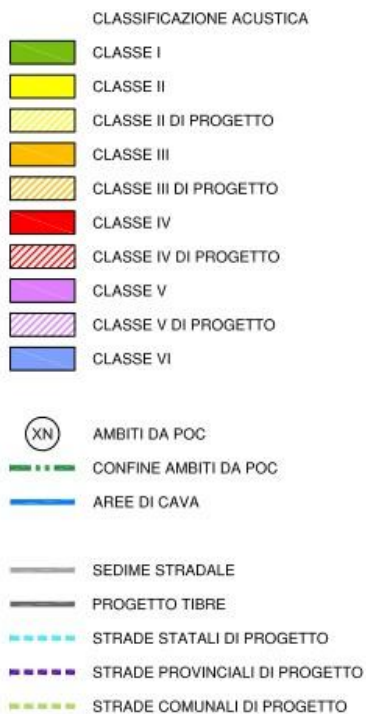 CLASSIFICAZIONE ACUSTICA
CLASSE I
CLASSE II
CLASSE II DI PROGETTO
CLASSE III
CLASSE III DI PROGETTO
CLASSE IV
CLASSE IV DI PROGETTO
CLASSE V
CLASSE V DI PROGETTO
CLASSE VI
XN AMBITI DA POC
CONFINE AMBITI DA POC
AREE DI CAVA
SEDIME STRADALE
PROGETTO TIBRE
STRADE STATALI DI PROGETTO
STRADE PROVINCIALI DI PROGETTO
STRADE COMUNALI DI PROGETTO